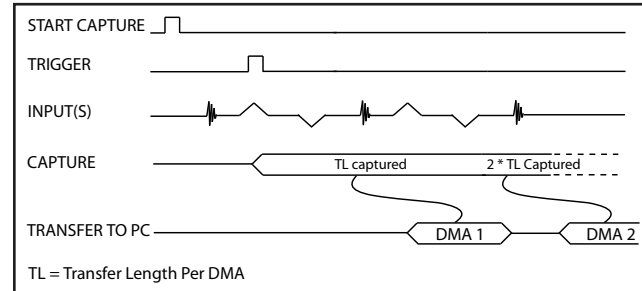 START CAPTURE
TRIGGER
INPUT(S)
CAPTURE
TL captured
2 * TL Captured
TRANSFER TO PC
DMA 1
DMA 2
TL = Transfer Length Per DMA